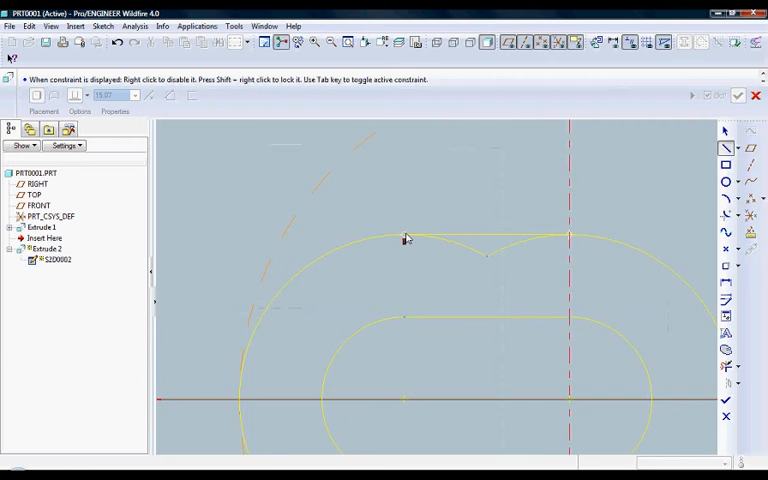 PRT0001 (Active) - Pro/ENGINEER Wildfire 4.0
File Edit View Insert Sketch Analysis Info Applications Tools Window Help
When constraint is displayed: Right click to disable it. Press Shift + right click to lock it. Use Tab key to toggle active constraint.
15.07
Placement Options Properties
Show Settings
PRT0001.PRT
RIGHT
TOP
FRONT
PRT_CSYS_DEF
Extrude 1
Insert Here
Extrude 2
S2D0002